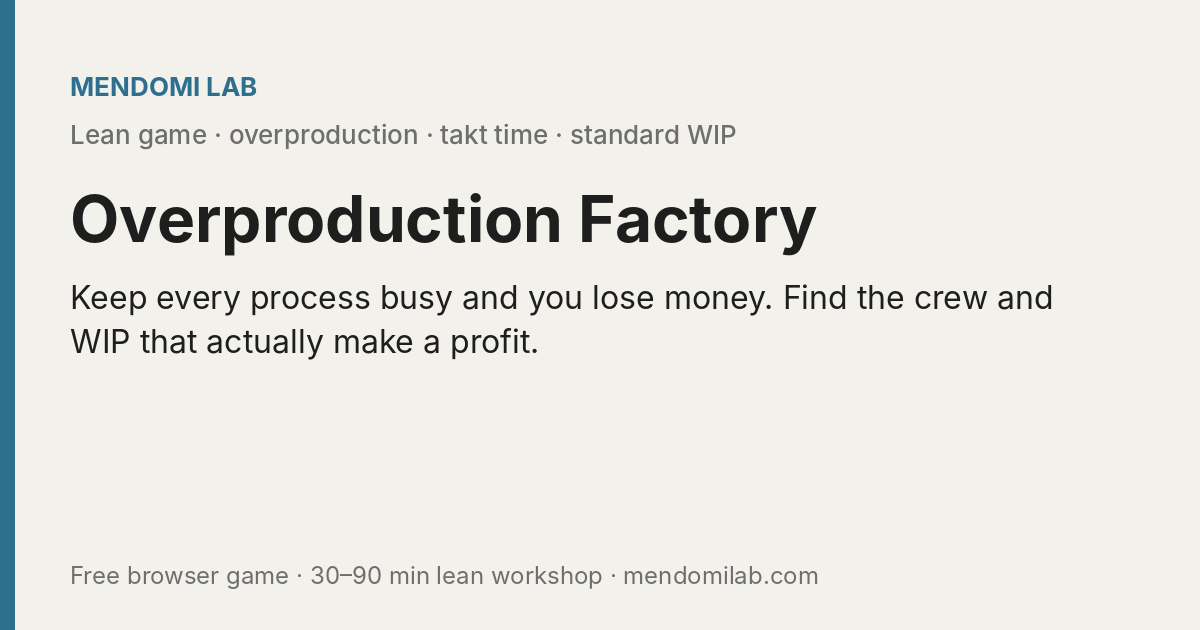 MENDOMI LAB
Lean game · overproduction · takt time · standard WIP
Overproduction Factory
Keep every process busy and you lose money. Find the crew and
WIP that actually make a profit.
Free browser game · 30–90 min lean workshop · mendomilab.com